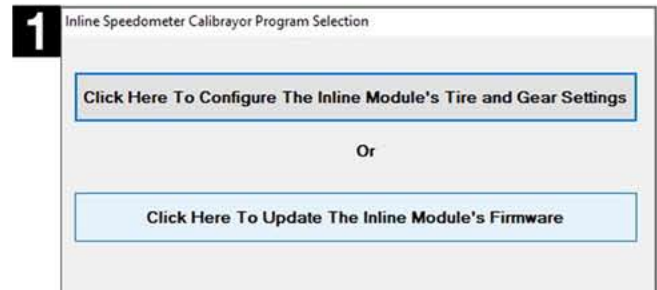 1
Inline Speedometer Calibrayor Program Selection
Click Here To Configure The Inline Module's Tire and Gear Settings
Or
Click Here To Update The Inline Module's Firmware